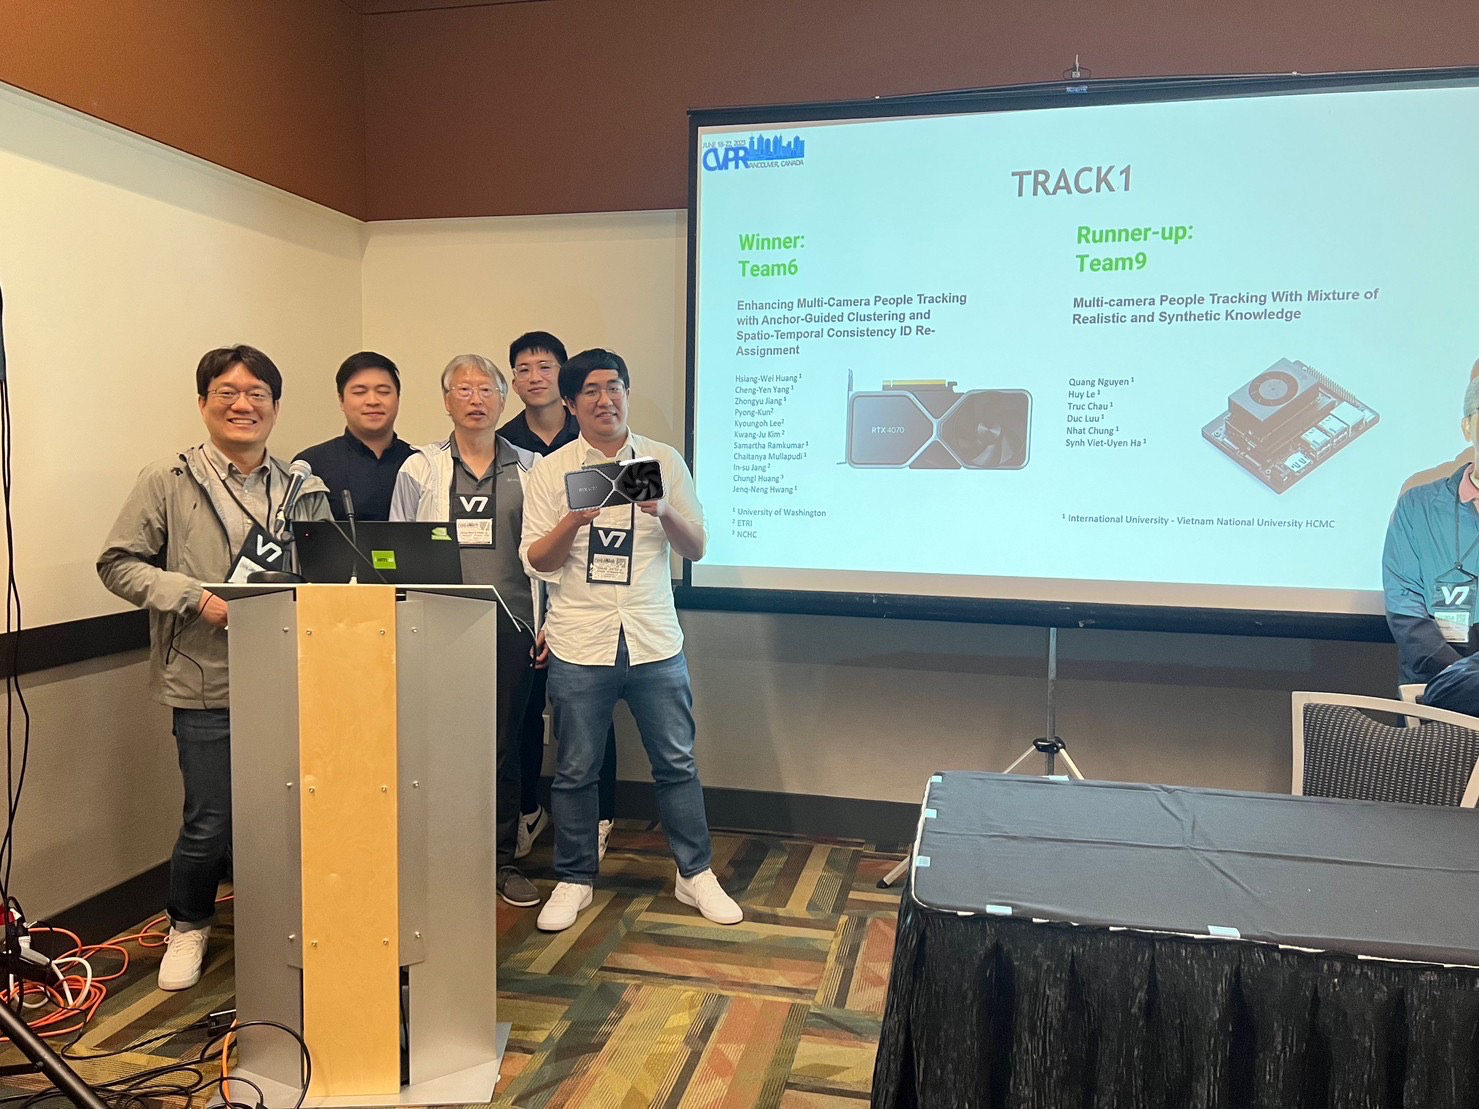 JUNE 18-22, 2023
CVPR
VANCOUVER, CANADA
TRACK1
Winner:
Team6
Enhancing Multi-Camera People Tracking
with Anchor-Guided Clustering and
Spatio-Temporal Consistency ID Re-
Assignment
Hsiang-Wei Huang 1
Cheng-Yen Yang 1
Zhongyu Jiang 1
Pyong-Kun 2
Kyoungoh Lee 2
Kwang-Ju Kim 2
Samartha Ramkumar 1
Chaitanya Mullapudi 1
In-su Jang 2
Chungl Huang 3
Jenq-Neng Hwang 1
1 University of Washington
2 ETRI
3 NCHC
RTX 4070
Runner-up:
Team9
Multi-camera People Tracking With Mixture of
Realistic and Synthetic Knowledge
Quang Nguyen 1
Huy Le 1
Truc Chau 1
Duc Luu 1
Nhat Chung 1
Synh Viet-Uyen Ha 1
1 International University - Vietnam National University HCMC
V7
V7
V7
V7